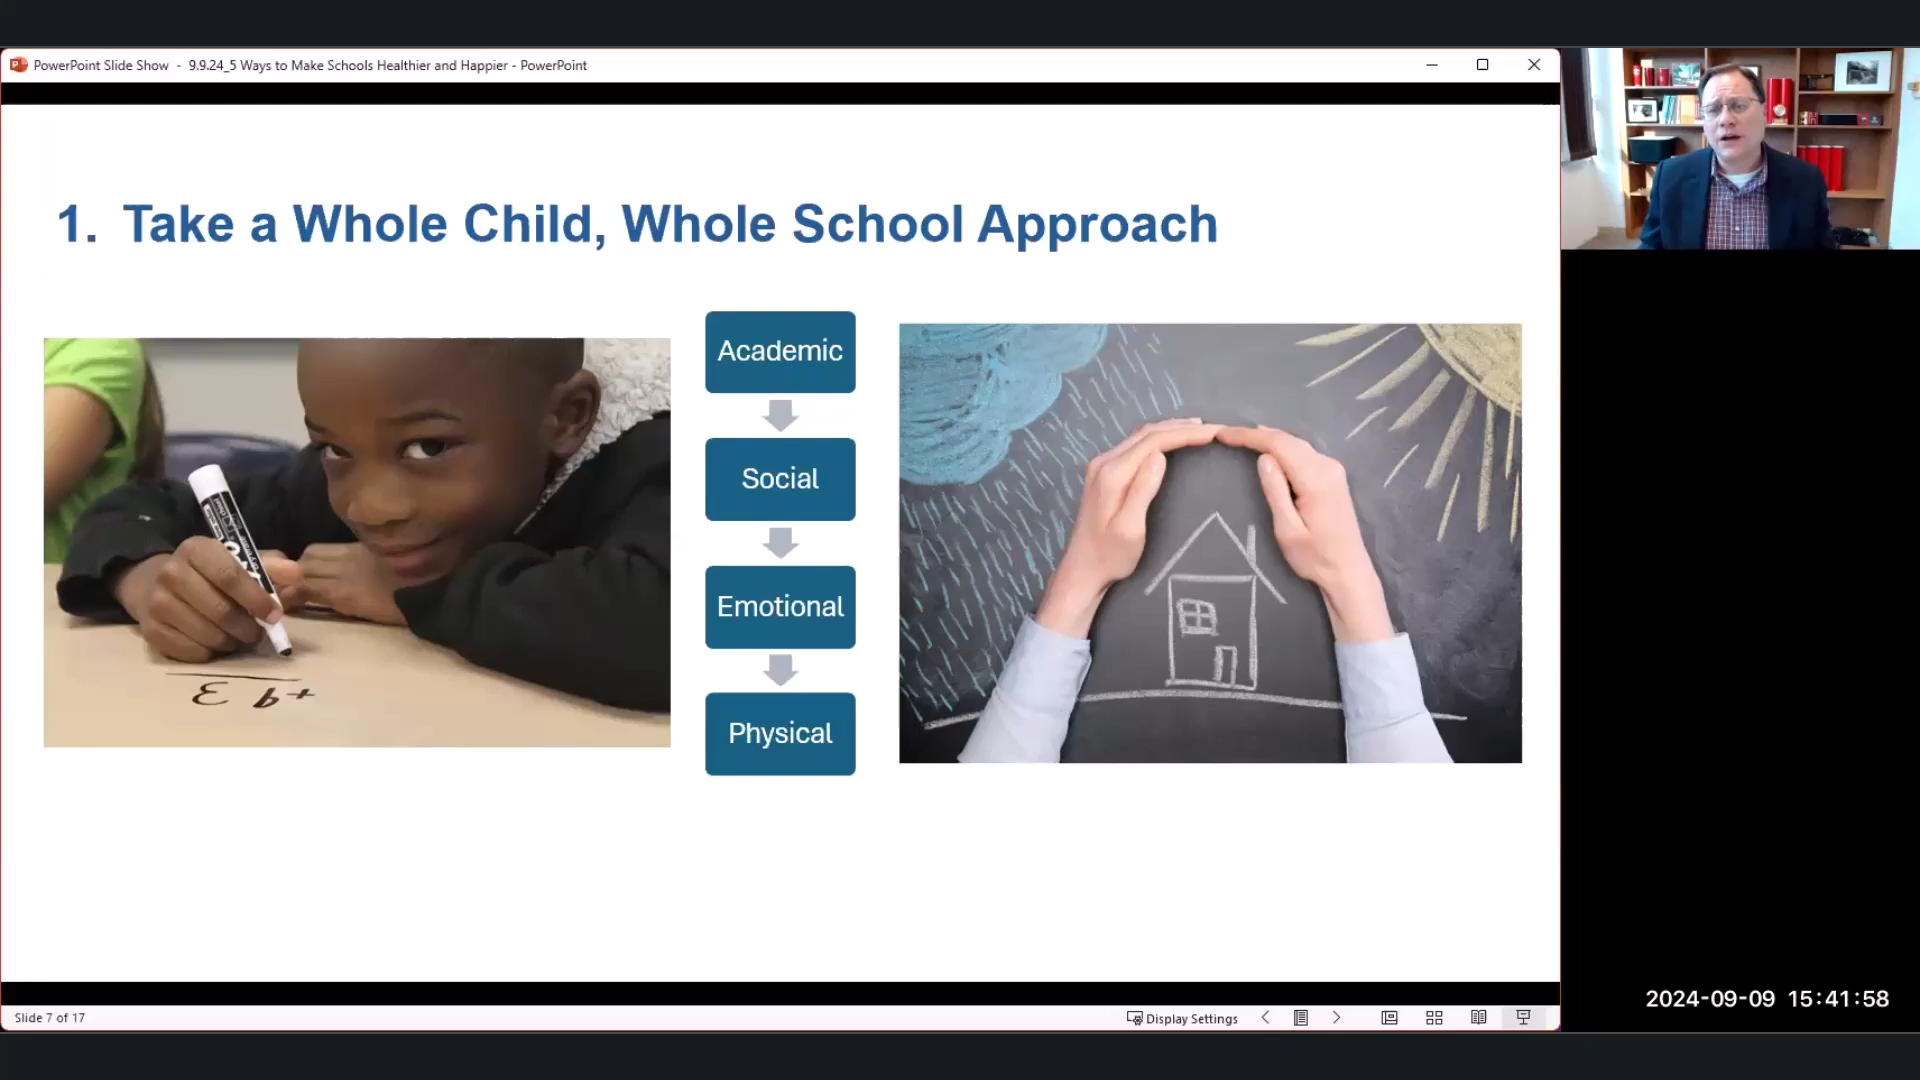 PowerPoint Slide Show - 9.9.24_5 Ways to Make Schools Healthier and Happier - PowerPoint
1. Take a Whole Child, Whole School Approach
Academic
Social
Emotional
Physical
Slide 7 of 17
Display Settings
2024-09-09 15:41:58